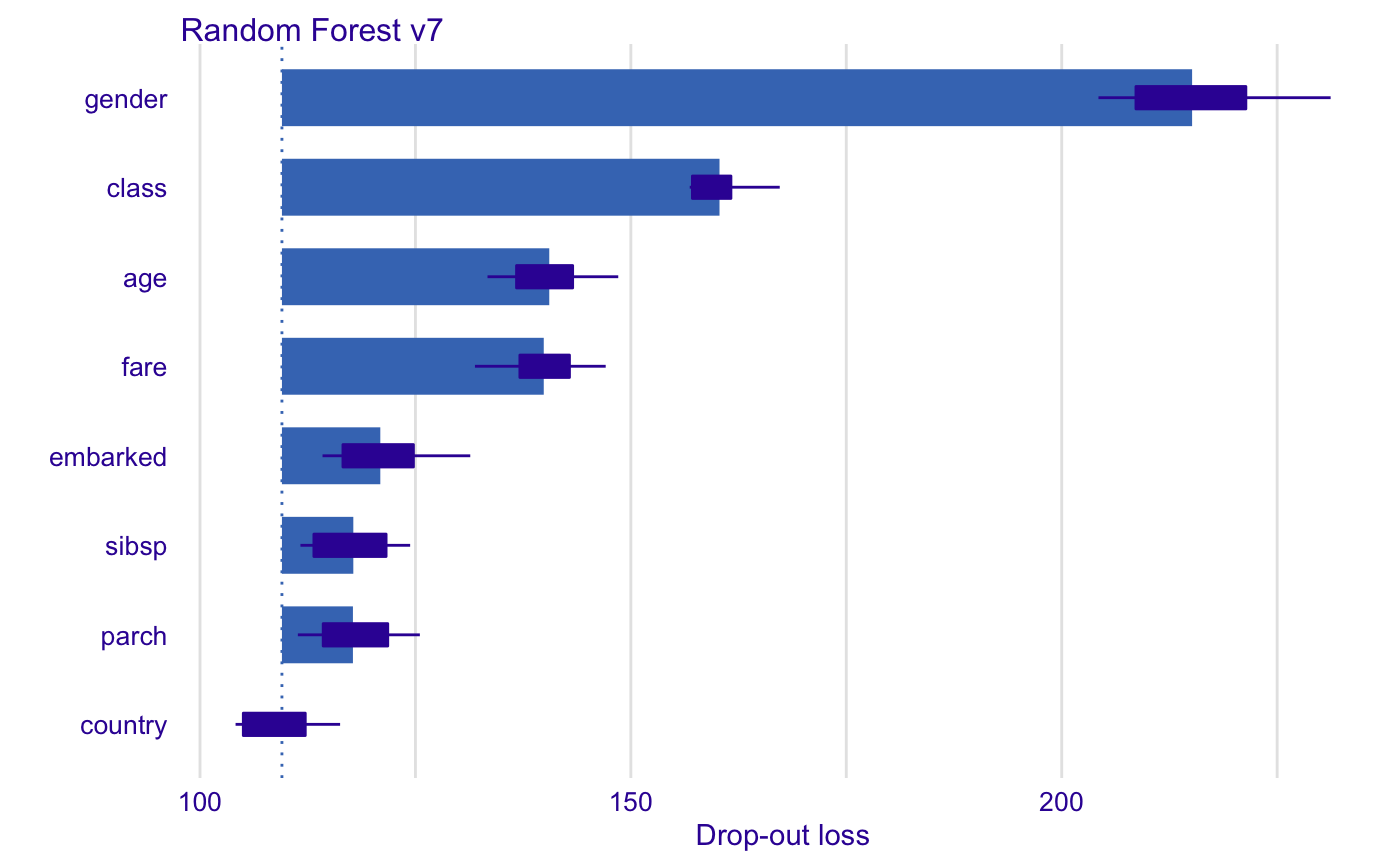 Random Forest v7
gender
class
age
fare
embarked
sibsp
parch
country
100 150 200
Drop-out loss